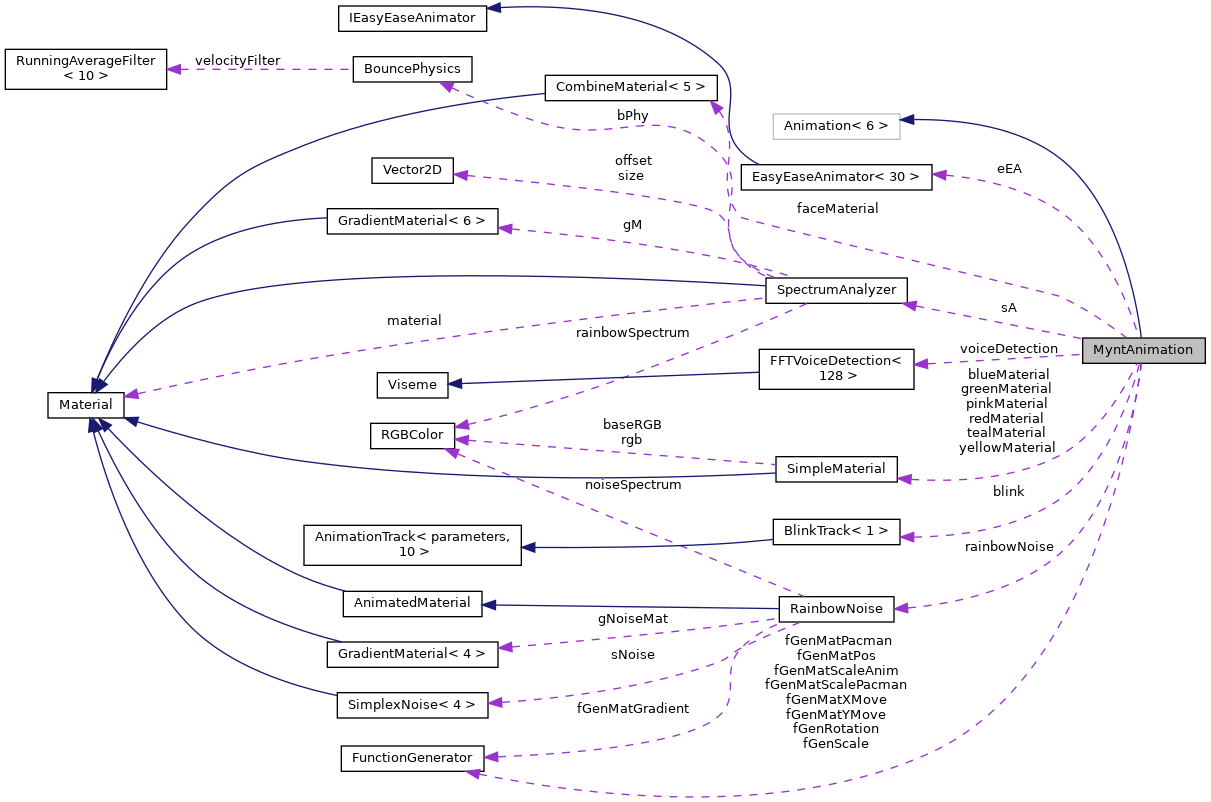 IEasyEaseAnimator
RunningAverageFilter
< 10 >
velocityFilter
BouncePhysics
CombineMaterial< 5 >
bPhy
Animation< 6 >
Vector2D
offset
size
EasyEaseAnimator< 30 >
eEA
faceMaterial
GradientMaterial< 6 >
gM
SpectrumAnalyzer
sA
material
rainbowSpectrum
MyntAnimation
voiceDetection
FFTVoiceDetection<
128 >
Viseme
Material
blueMaterial
greenMaterial
pinkMaterial
redMaterial
tealMaterial
yellowMaterial
RGBColor
baseRGB
rgb
SimpleMaterial
noiseSpectrum
blink
AnimationTrack< parameters,
10 >
BlinkTrack< 1 >
rainbowNoise
AnimatedMaterial
RainbowNoise
gNoiseMat
GradientMaterial< 4 >
sNoise
fGenMatPacman
fGenMatPos
fGenMatScaleAnim
fGenMatScalePacman
fGenMatXMove
fGenMatYMove
fGenRotation
fGenScale
SimplexNoise< 4 >
fGenMatGradient
FunctionGenerator